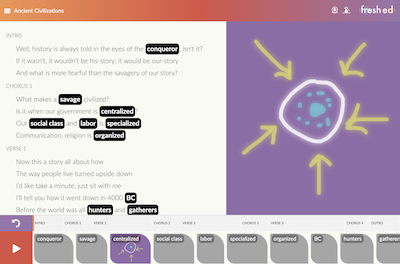 Ancient Civilizations
fresh ed
INTRO
Well, history is always told in the eyes of the conqueror isn't it?
If it wasn't, it wouldn't be his-story; it would be our-story
And what is more fearful than the savagery of our story?
CHORUS 1
What makes a savage civilized?
Is it when our government is centralized?
Our social class and labor is specialized
Communication, religion is organized
VERSE 1
Now this a story all about how
The way people lived turned upside down
I'd like take a minute, just sit with me
I'll tell you how it went down in 4000 BC
Before the world was all hunters and gatherers
INTRO CHORUS 1 VERSE 1 CHORUS 2 VERSE 2 CHORUS 3 VERSE 3 CHORUS 4 OUTRO
conqueror savage centralized social class labor specialized organized BC hunters gatherers